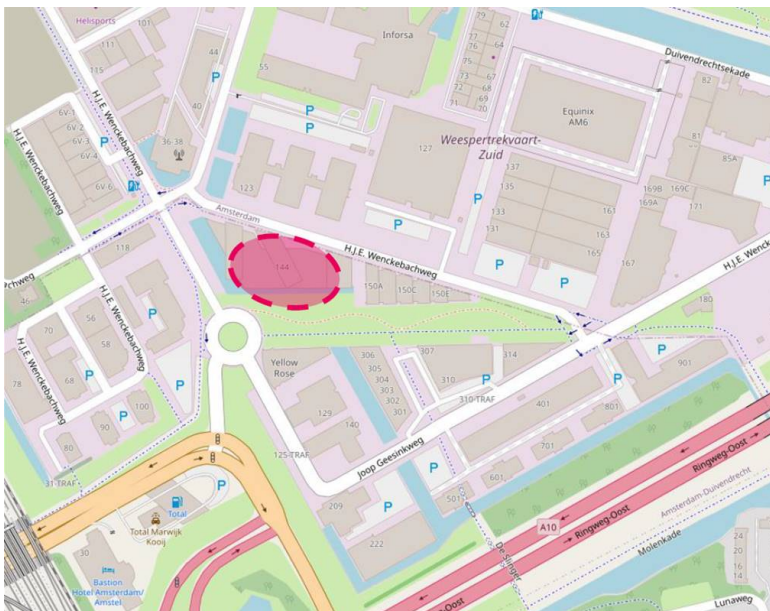 Helisports
101
111
115
44
40
36-38
6V-1
6V-2
6V-3
6V-4
6V-6
H.J.E. Wenckebachweg
H.J.E. Wenckebachweg
Inforsa
55
P
P
P
123
127
62
61
79
78
77
76
75
74
73
72
71
64
67
68
69
70
Duivendrechtsekade
Equinix
AM6
Weespertrekvaart-
Zuid
82
81
85A
P
P
137
135
133
131
P
169B
169C
169A
171
161
163
165
167
P
P
P
Amsterdam
H.J.E. Wenckebachweg
H.J.E. W
144
150A
150C
150E
118
46
70
56
58
68
78
H.J.E. Wenckebachweg
H.J.E. Wenckebachweg
P
P
P
90
100
80
31 TRAF
180
Yellow
Rose
306
305
304
303
302
301
307
314
310
310 TRAF
P
901
129
140
125 TRAF
401
801
P
701
601
501
Joop Geesinkweg
209
P
222
P
De Slinger
A10
Ringweg-Oost
Ringweg-Oost
Ringweg-Oost
Amsterdam-Duivendrecht
Molenkade
24
20
16
14
Lunaweg
P
Total
Total Marwijk
Kooij
30
Bastion
Hotel Amsterdam/
Amstel